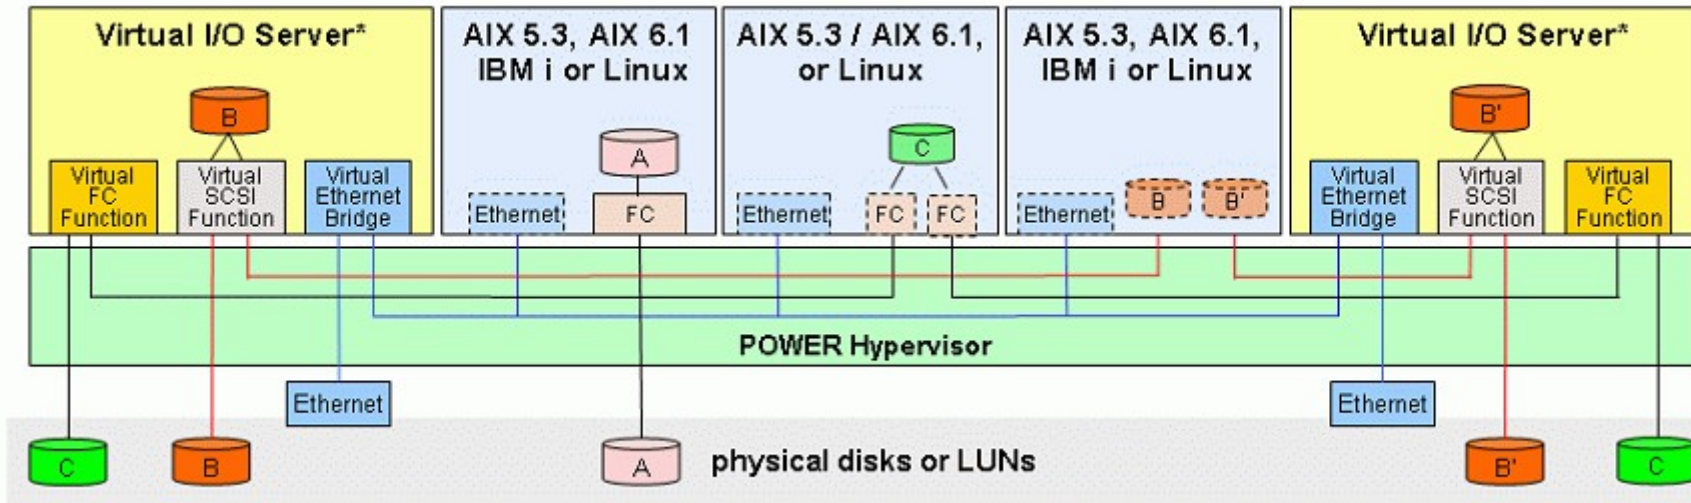 Virtual I/O Server*
B
Virtual
FC
Function
Virtual
SCSI
Function
Virtual
Ethernet
Bridge
AIX 5.3, AIX 6.1
IBM i or Linux
A
Ethernet
FC
AIX 5.3 / AIX 6.1,
or Linux
C
Ethernet
FC
FC
AIX 5.3, AIX 6.1,
IBM i or Linux
Ethernet
B
B'
Virtual I/O Server*
B'
Virtual
Ethernet
Bridge
Virtual
SCSI
Function
Virtual
FC
Function
POWER Hypervisor
Ethernet
Ethernet
C
B
A
physical disks or LUNs
B'
C